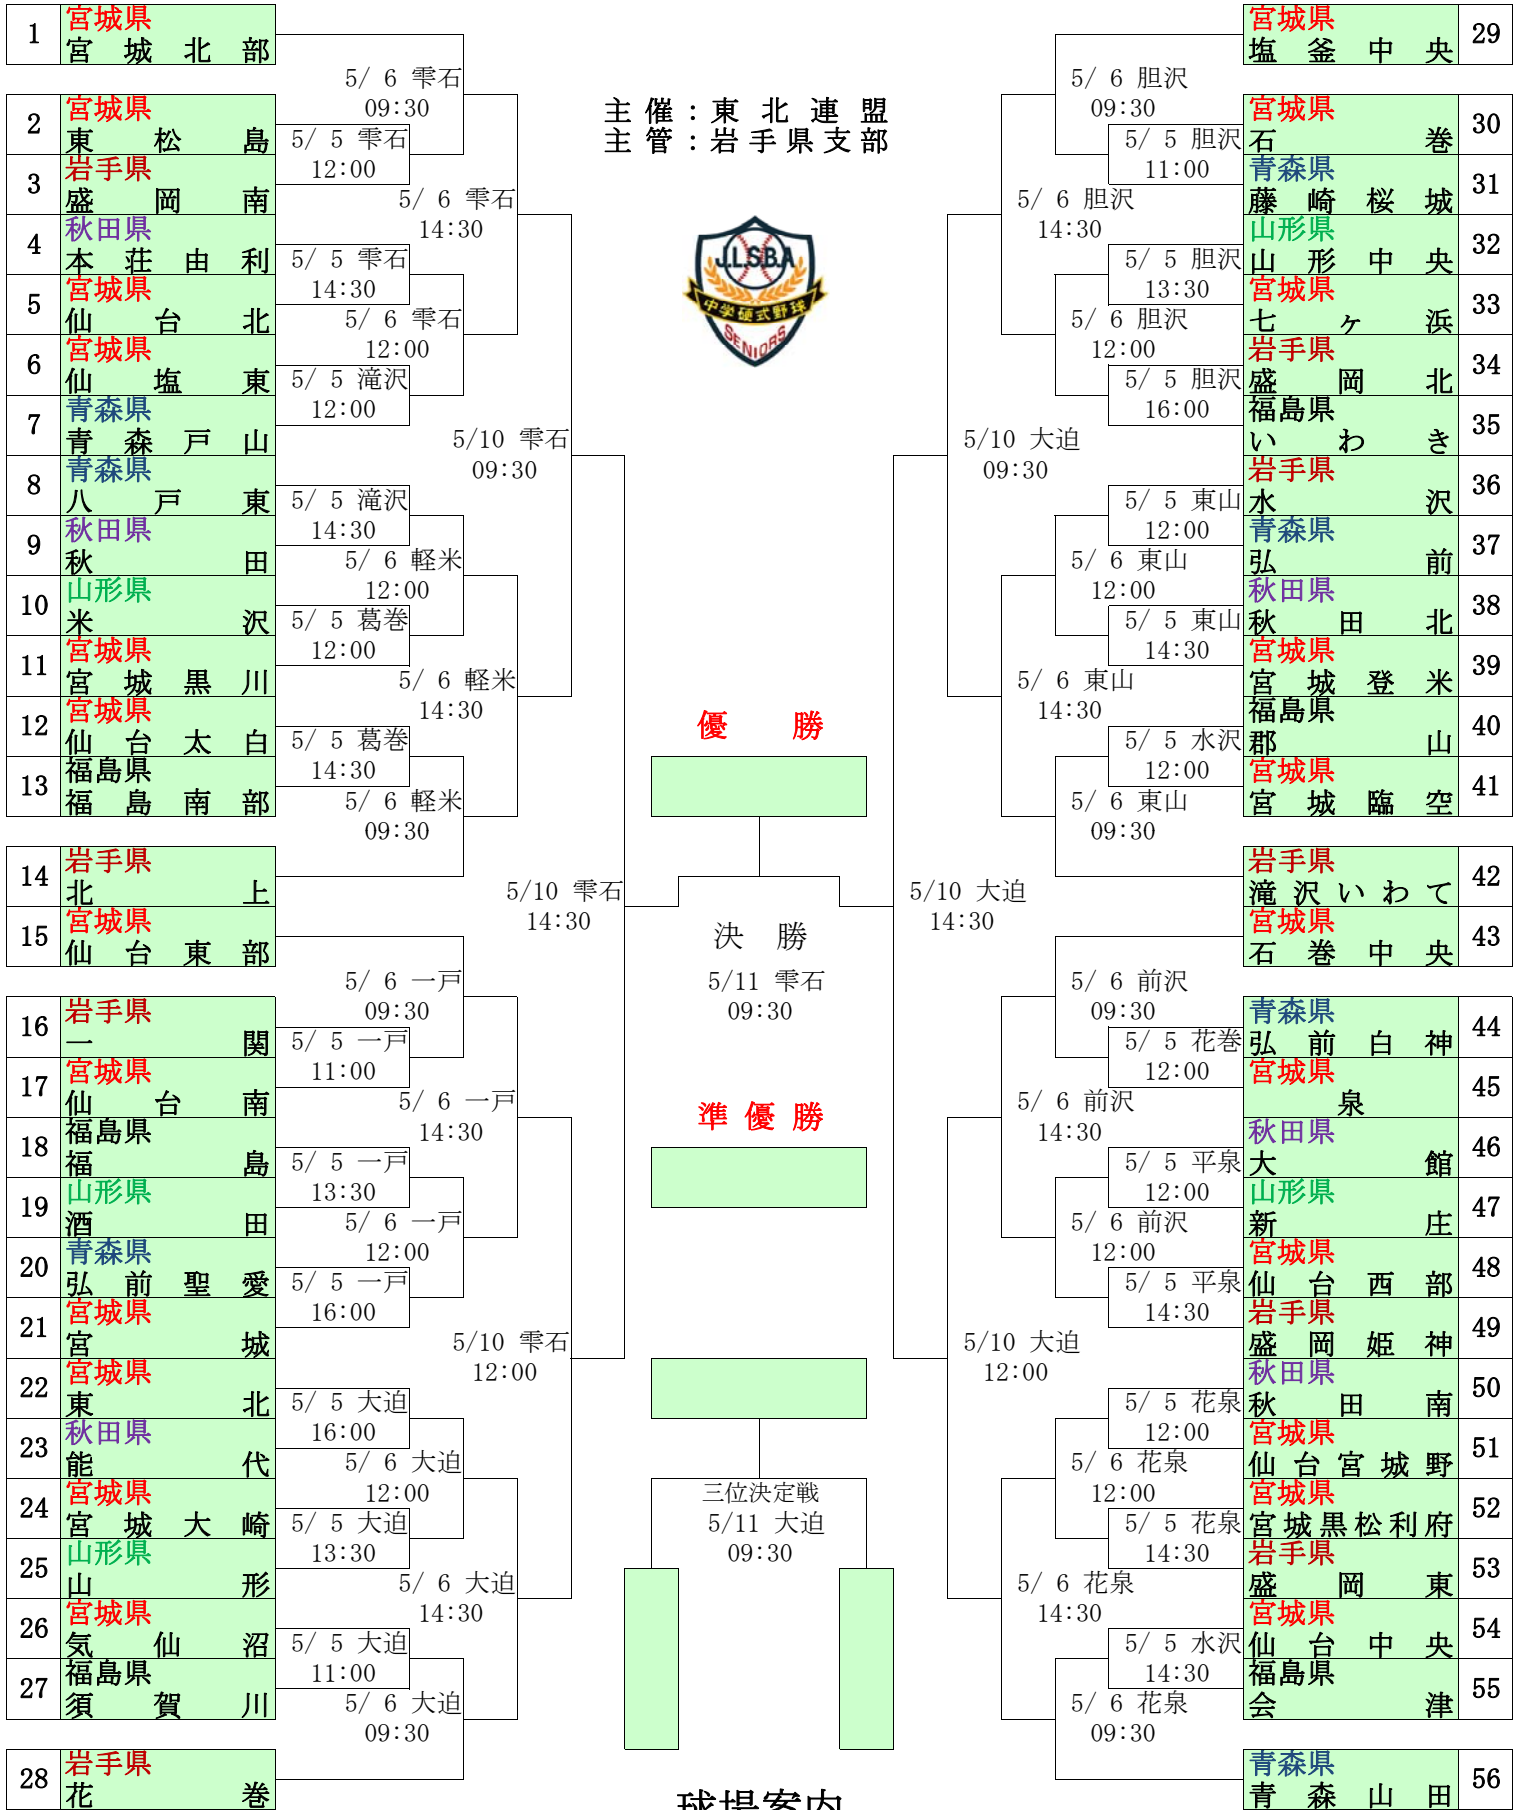 1 宮城県
宮城北部
5/ 6 雫石
09:30
2 宮城県
東松島
5/ 5 雫石
12:00
3 岩手県
盛岡南
5/ 6 雫石
14:30
4 秋田県
本荘由利
5/ 5 雫石
14:30
5 宮城県
仙台北
5/ 6 雫石
12:00
6 宮城県
仙塩東
5/ 5 滝沢
12:00
7 青森県
青森戸山
5/10 雫石
09:30
8 青森県
八戸東
5/ 5 滝沢
14:30
9 秋田県
秋田
5/ 6 軽米
12:00
10 山形県
米沢
5/ 5 葛巻
12:00
11 宮城県
宮城黒川
5/ 6 軽米
14:30
12 宮城県
仙台太白
5/ 5 葛巻
14:30
13 福島県
福島南部
5/ 6 軽米
09:30
14 岩手県
北上
5/10 雫石
14:30
15 宮城県
仙台東部
5/ 6 一戸
09:30
16 岩手県
一関
5/ 5 一戸
11:00
17 宮城県
仙台南
5/ 6 一戸
14:30
18 福島県
福島
5/ 5 一戸
13:30
19 山形県
酒田
5/ 6 一戸
12:00
20 青森県
弘前聖愛
5/ 5 一戸
16:00
21 宮城県
宮城
5/10 雫石
12:00
22 宮城県
東北
5/ 5 大迫
16:00
23 秋田県
能代
5/ 6 大迫
12:00
24 宮城県
宮城大崎
5/ 5 大迫
13:30
25 山形県
山形
5/ 6 大迫
14:30
26 宮城県
気仙沼
5/ 5 大迫
11:00
27 福島県
須賀川
5/ 6 大迫
09:30
28 岩手県
花巻
主催：東北連盟
主管：岩手県支部
J.L.S.B.A
中学硬式野球
SENIORS
優勝
決勝
5/11 雫石
09:30
準優勝
三位決定戦
5/11 大迫
09:30
球場案内
宮城県 29
塩釜中央
5/ 6 胆沢
09:30
宮城県 30
石巻
5/ 5 胆沢
11:00
青森県 31
藤崎桜城
5/ 6 胆沢
14:30
山形県 32
山形中央
5/ 5 胆沢
13:30
宮城県 33
七ヶ浜
5/ 6 胆沢
12:00
岩手県 34
盛岡北
5/ 5 胆沢
16:00
福島県 35
いわき
5/10 大迫
09:30
岩手県 36
水沢
5/ 5 東山
12:00
青森県 37
弘前
5/ 6 東山
12:00
秋田県 38
秋田北
5/ 5 東山
14:30
宮城県 39
宮城登米
5/ 6 東山
14:30
福島県 40
郡山
5/ 5 水沢
12:00
宮城県 41
宮城臨空
5/ 6 東山
09:30
岩手県 42
滝沢いわて
5/10 大迫
14:30
宮城県 43
石巻中央
5/ 6 前沢
09:30
青森県 44
弘前白神
5/ 5 花巻
12:00
宮城県 45
泉
5/ 6 前沢
14:30
秋田県 46
大館
5/ 5 平泉
12:00
山形県 47
新庄
5/ 6 前沢
12:00
宮城県 48
仙台西部
5/ 5 平泉
14:30
岩手県 49
盛岡姫神
5/10 大迫
12:00
秋田県 50
秋田南
5/ 5 花泉
12:00
宮城県 51
仙台宮城野
5/ 6 花泉
12:00
宮城県 52
宮城黒松利府
5/ 5 花泉
14:30
岩手県 53
盛岡東
5/ 6 花泉
14:30
宮城県 54
仙台中央
5/ 5 水沢
14:30
福島県 55
会津
5/ 6 花泉
09:30
青森県 56
青森山田